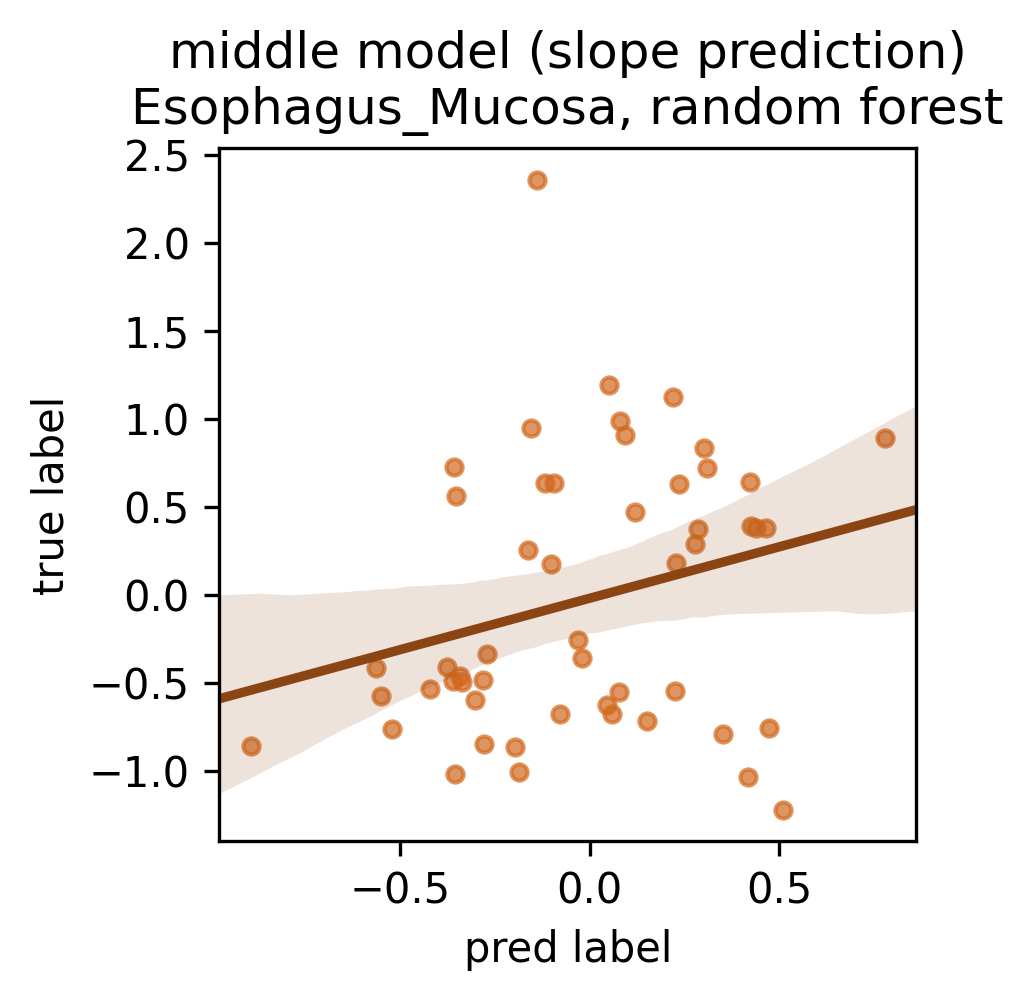 middle model (slope prediction)
Esophagus_Mucosa, random forest
2.5
2.0
1.5
1.0
0.5
0.0
−0.5
−1.0
true label
−0.5 0.0 0.5
pred label